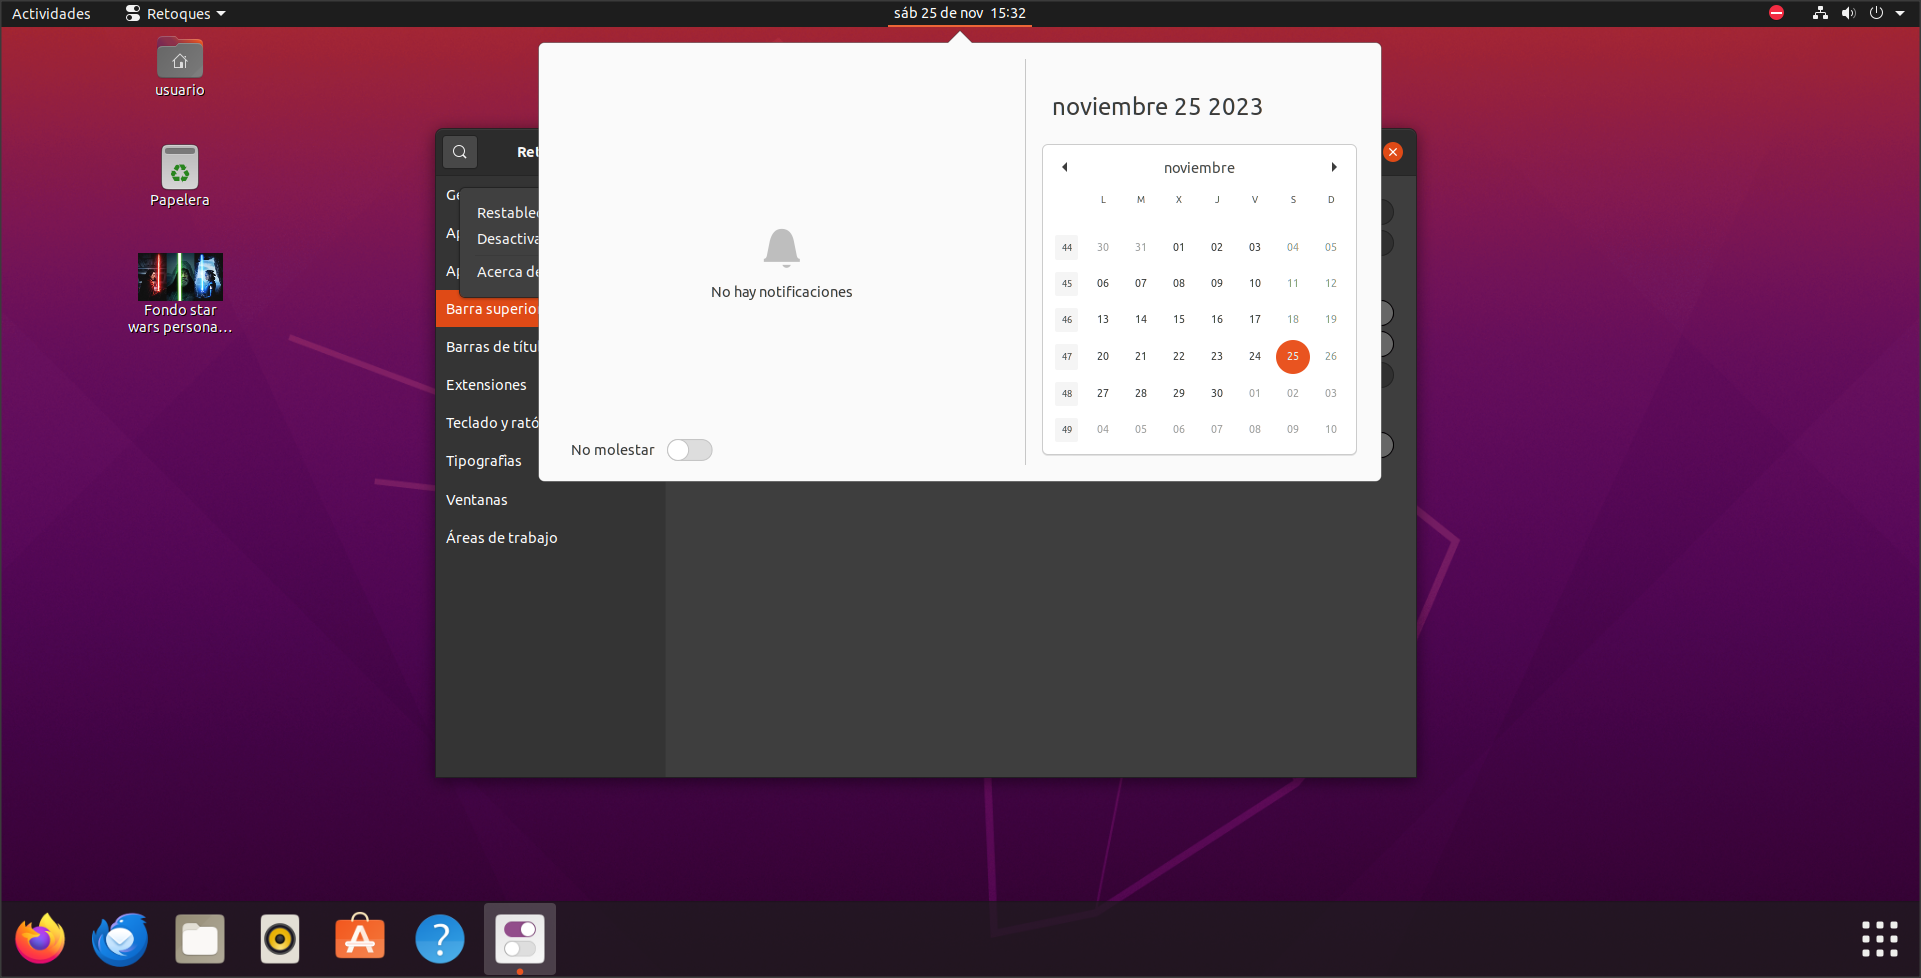 Actividades Retoques sáb 25 de nov 15:32
usuario
Papelera
Fondo star
wars persona...
Ret
Ge
Restablec
Ap
Desactiva
Ap
Acerca de
Barra superio
Barras de títu
Extensiones
Teclado y rató
Tipografías
Ventanas
Áreas de trabajo
No hay notificaciones
No molestar
noviembre 25 2023
noviembre
L M X J V S D
44 30 31 01 02 03 04 05
45 06 07 08 09 10 11 12
46 13 14 15 16 17 18 19
47 20 21 22 23 24 25 26
48 27 28 29 30 01 02 03
49 04 05 06 07 08 09 10